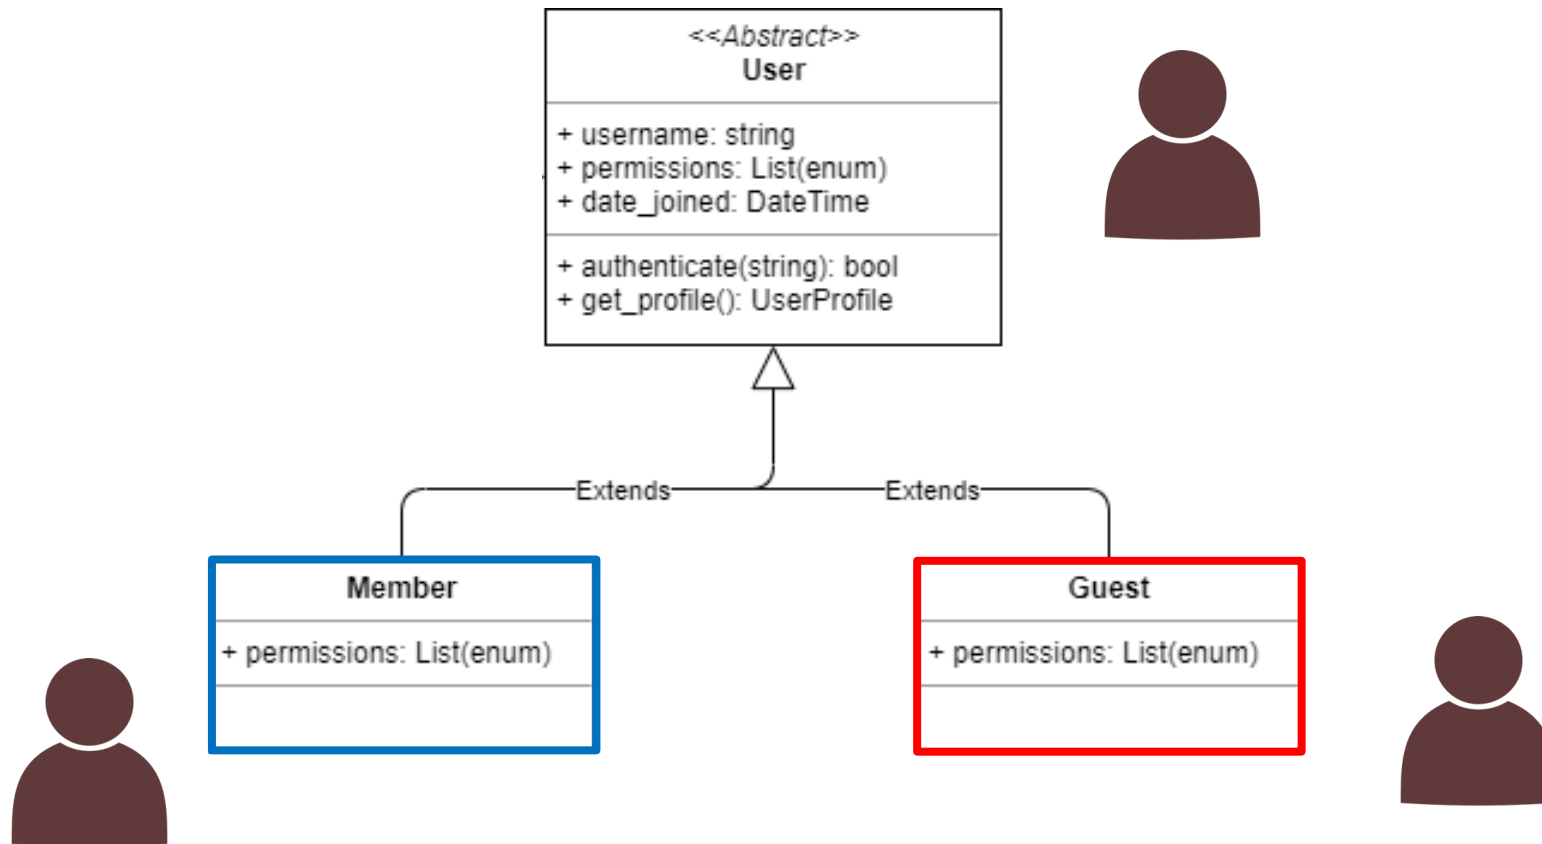 <<Abstract>>
User
+ username: string
+ permissions: List(enum)
+ date_joined: DateTime
+ authenticate(string): bool
+ get_profile(): UserProfile
Extends
Extends
Member
+ permissions: List(enum)
Guest
+ permissions: List(enum)